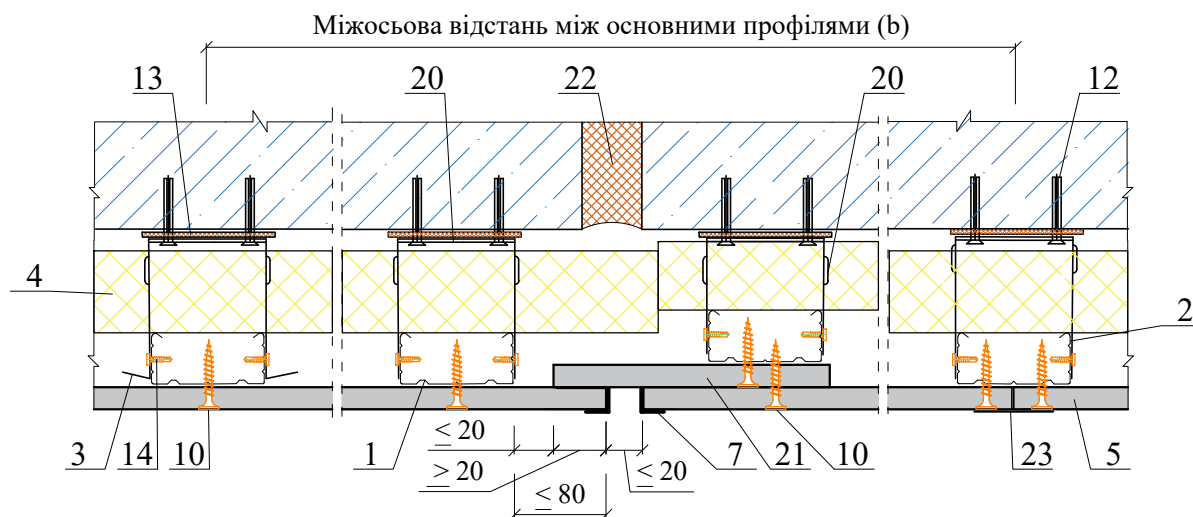 Міжосьова відстань між основними профілями (b)
13 20 22 20 12
4
2
≤ 20
3 14 10 1 7 21 10 23 5
≥ 20 ≤ 20
≤ 80